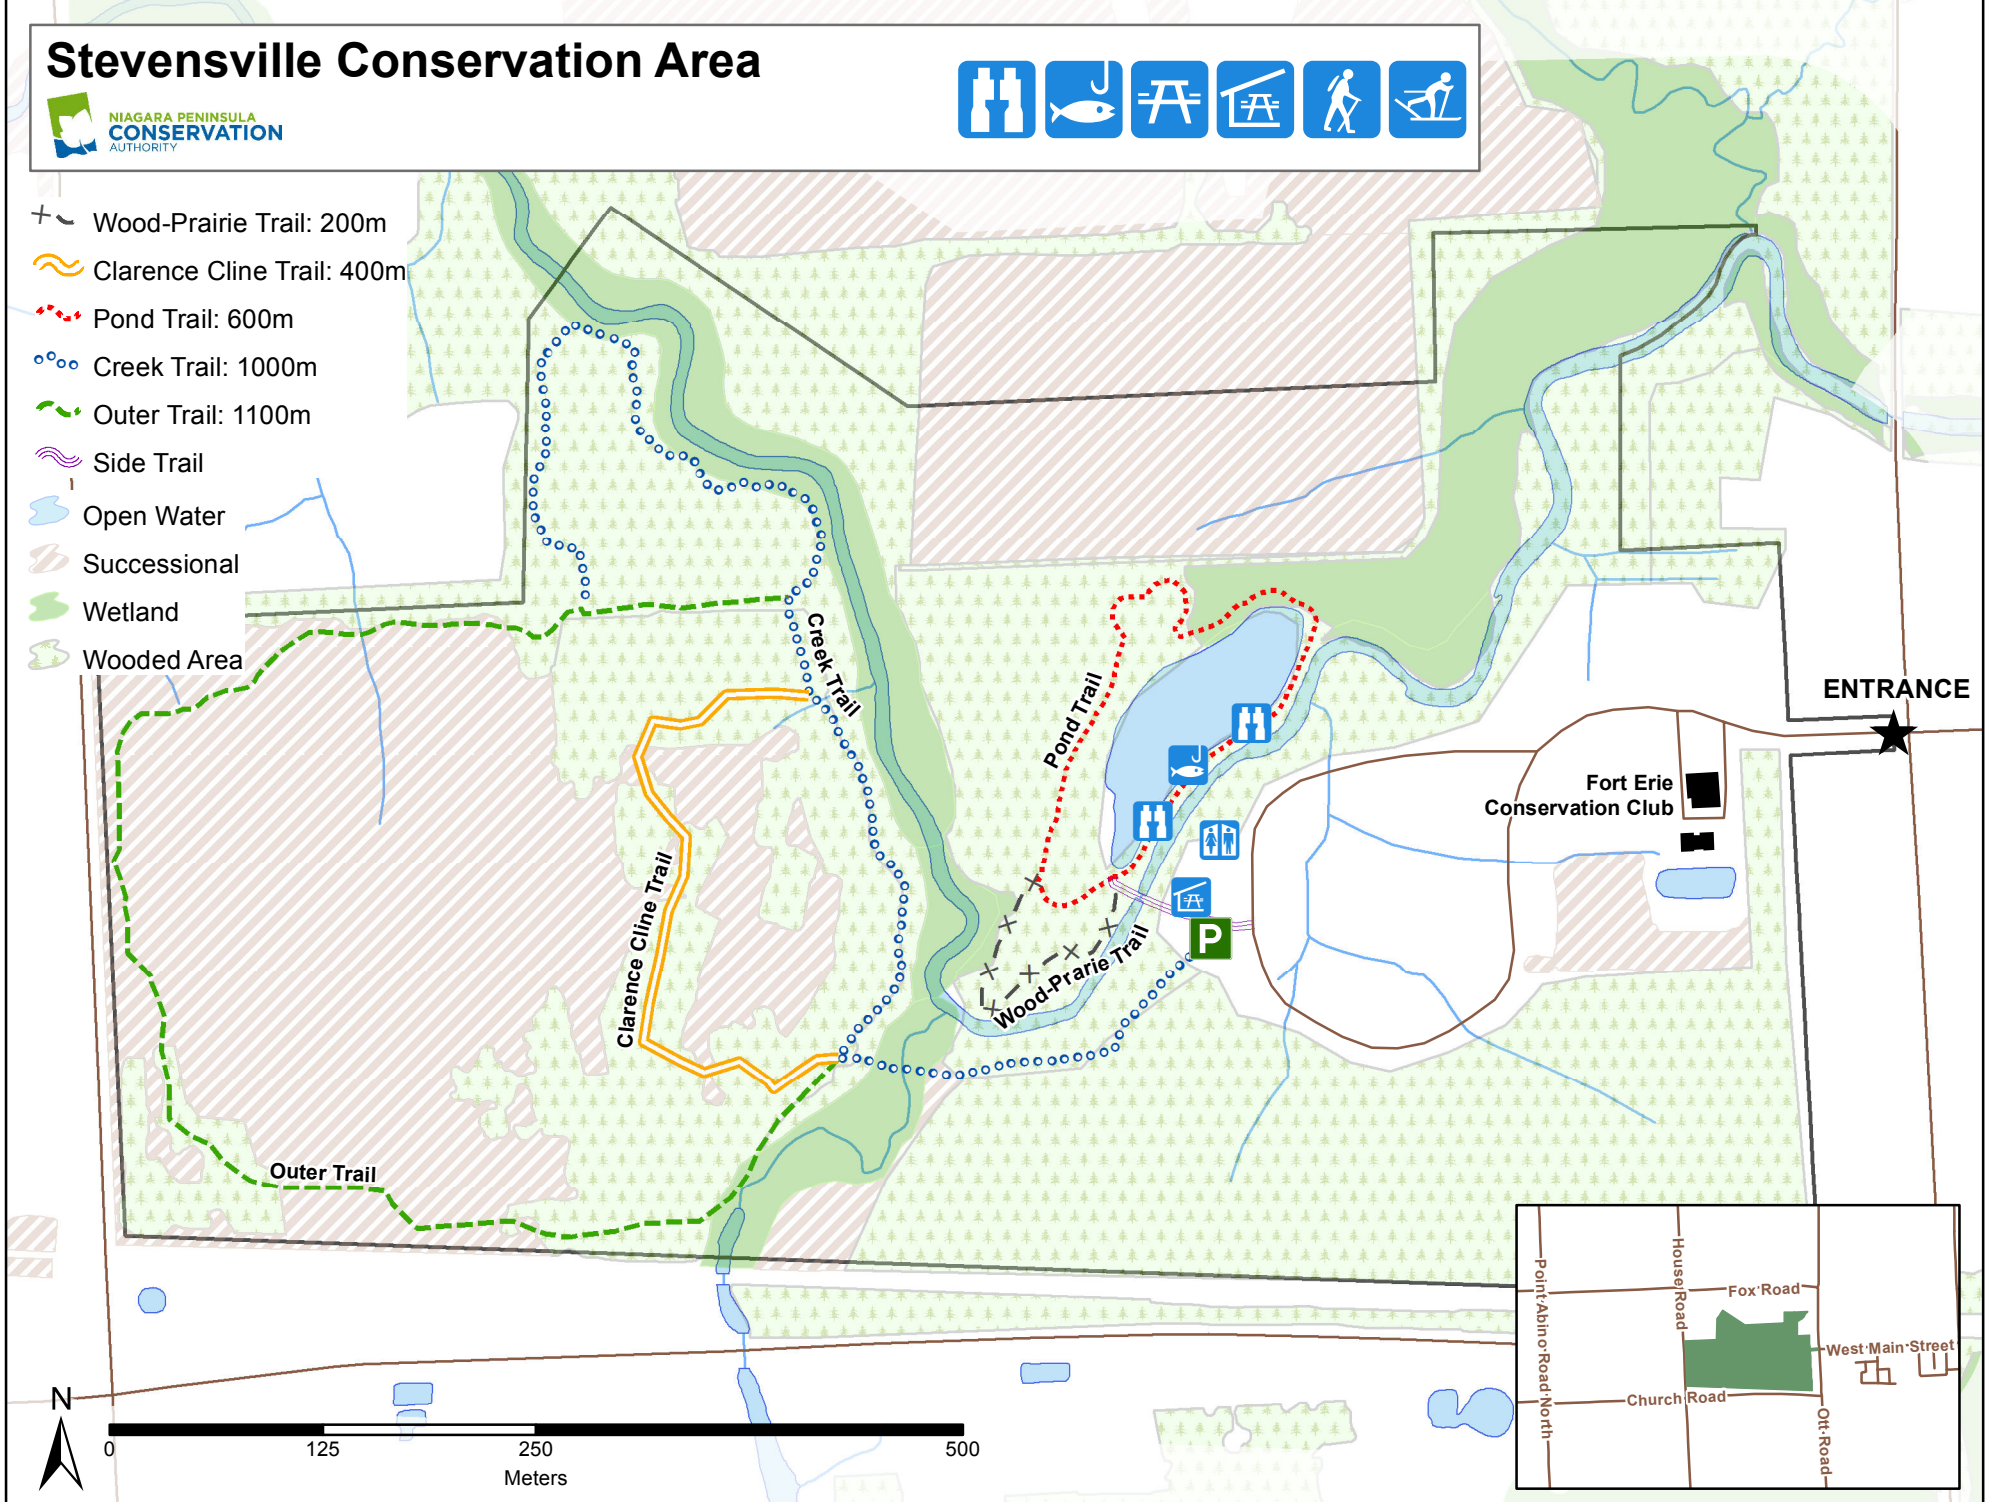 Stevensville Conservation Area
NIAGARA PENINSULA
CONSERVATION
AUTHORITY
Wood-Prairie Trail: 200m
Clarence Cline Trail: 400m
Pond Trail: 600m
Creek Trail: 1000m
Outer Trail: 1100m
Side Trail
Open Water
Successional
Wetland
Wooded Area
Creek Trail
Pond Trail
ENTRANCE
Fort Erie
Conservation Club
Clarence Cline Trail
P
Wood-Prarie Trail
Outer Trail
N
0 125 250 500
Meters
Point Abino Road North
House Road
Fox Road
West Main Street
Church Road
Ott Road